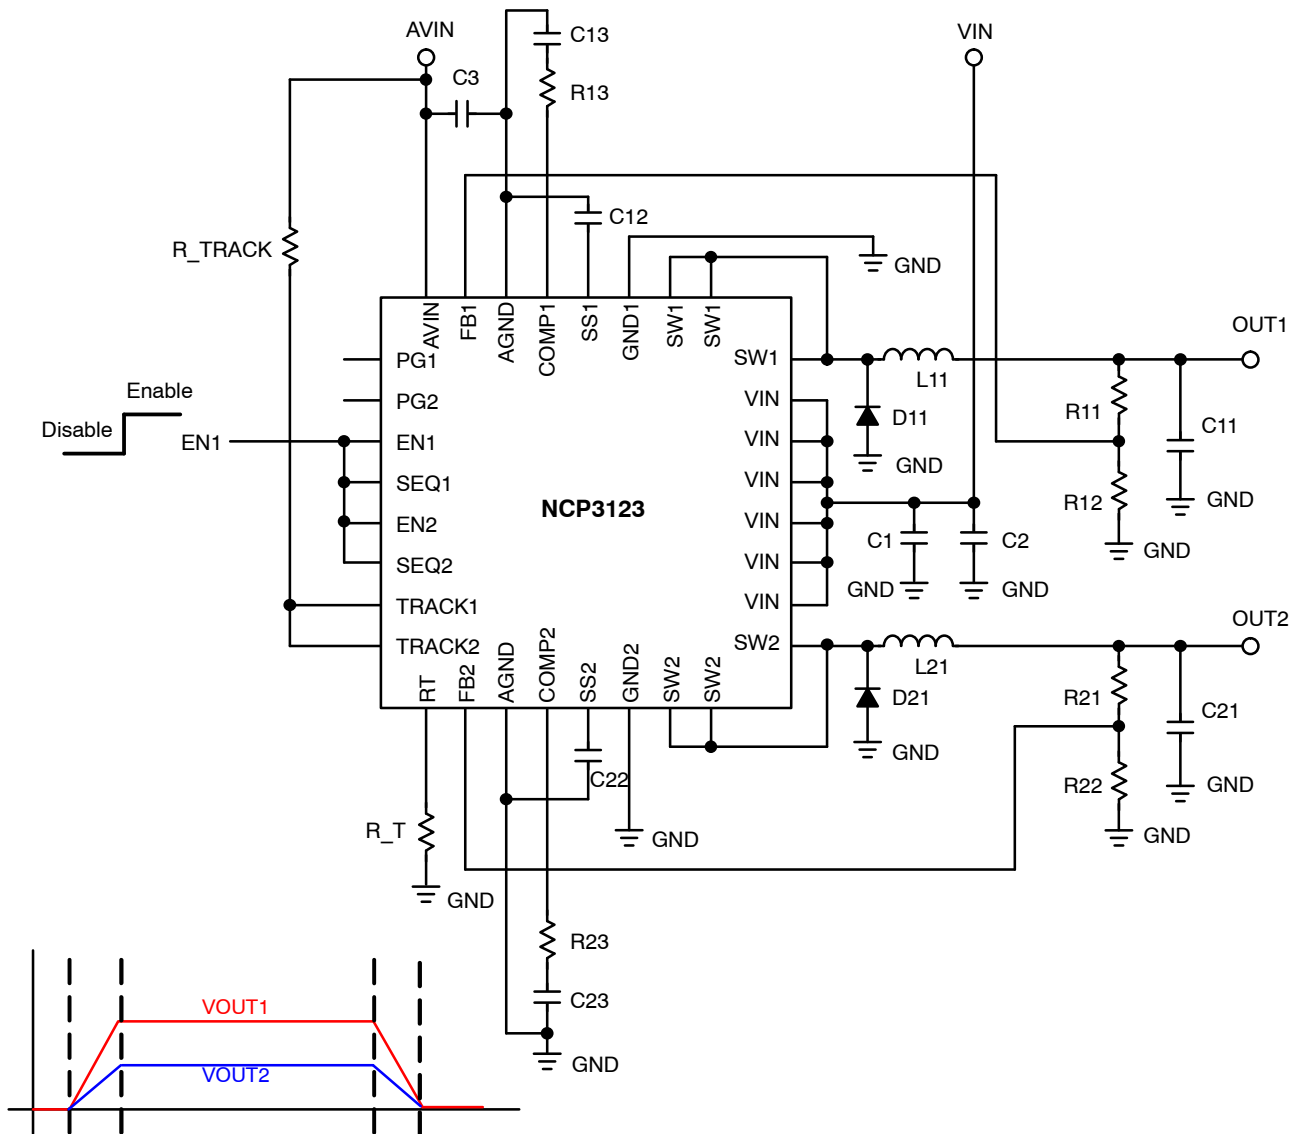 AVIN
C13
VIN
C3
R13
C12
R_TRACK
GND
AVIN
FB1
AGND
COMP1
SS1
GND1
SW1
SW1
OUT1
PG1
SW1
L11
Enable
PG2
VIN
D11
R11
C11
Disable
EN1
EN1
VIN
GND
SEQ1
VIN
R12
GND
NCP3123
EN2
VIN
C1
C2
GND
SEQ2
VIN
GND
GND
TRACK1
VIN
OUT2
TRACK2
SW2
L21
RT
FB2
AGND
COMP2
SS2
GND2
SW2
SW2
D21
R21
C21
GND
C22
R22
GND
R_T
GND
GND
GND
R23
C23
VOUT1
GND
VOUT2